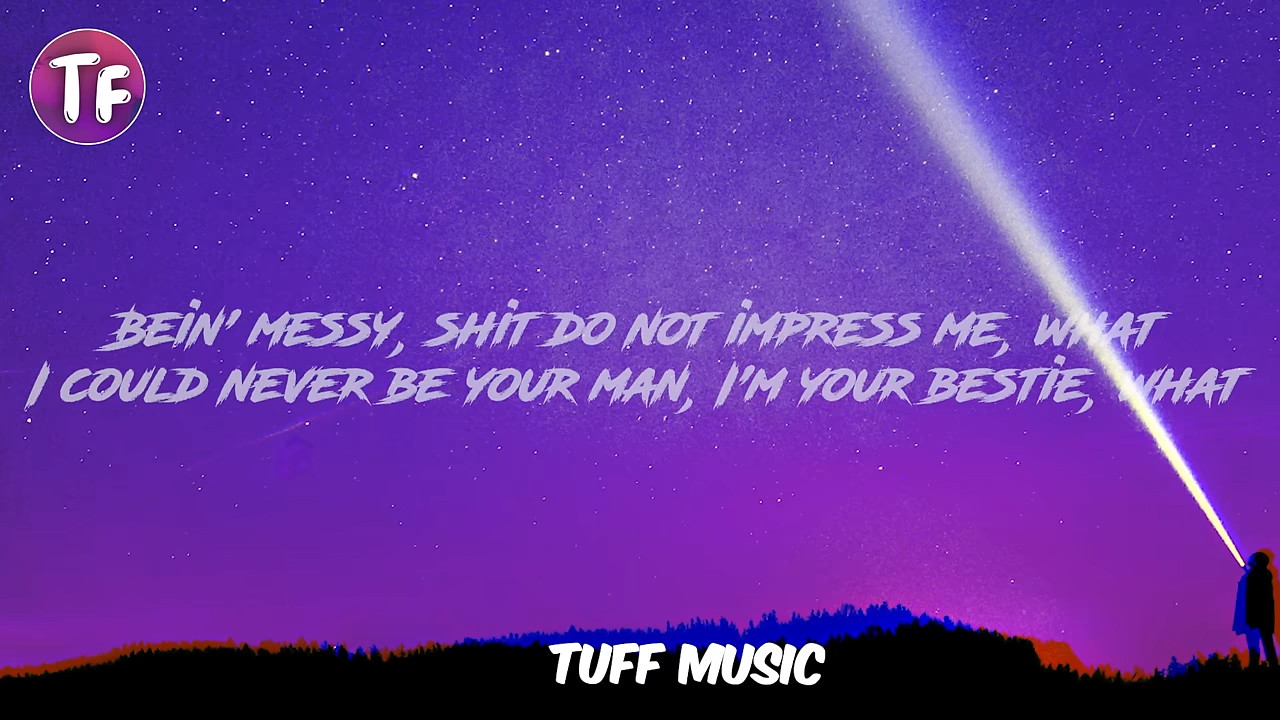 TF
BEIN' MESSY, SHIT DO NOT IMPRESS ME, WHAT
I COULD NEVER BE YOUR MAN, I'M YOUR BESTIE, WHAT
TUFF MUSIC